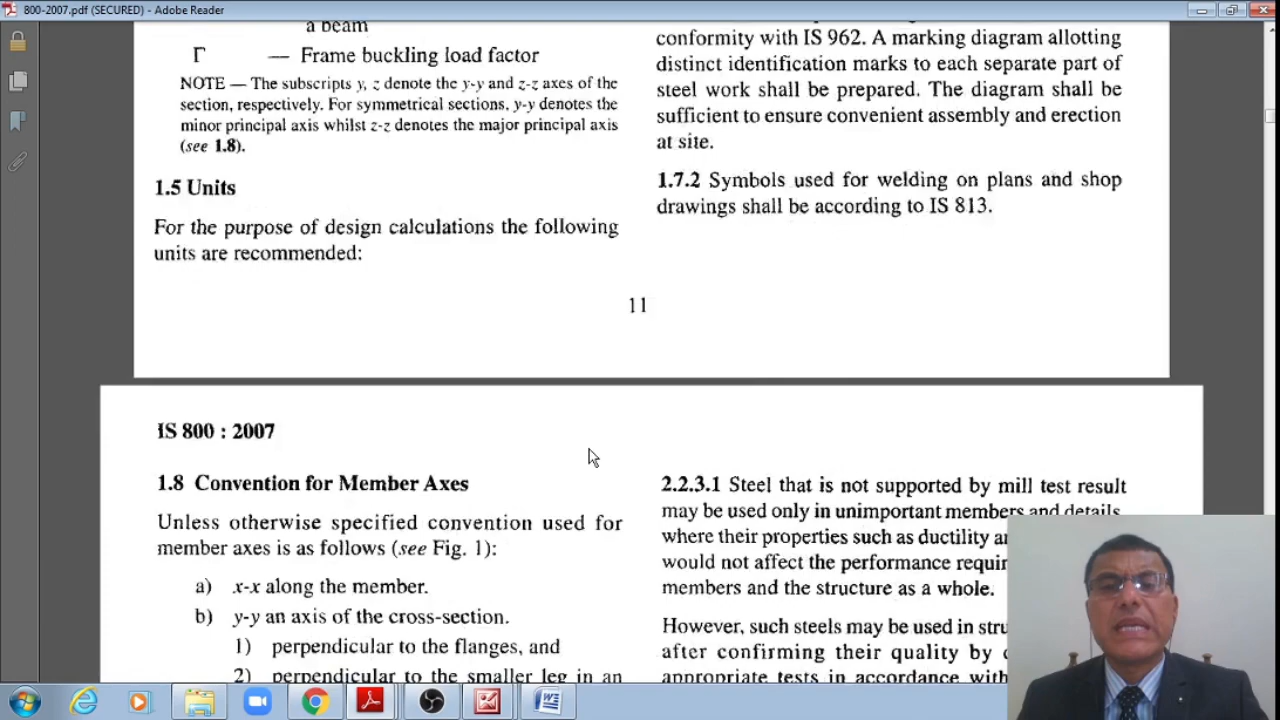 800-2007.pdf (SECURED) - Adobe Reader
a beam
Γ — Frame buckling load factor
NOTE — The subscripts y, z denote the y-y and z-z axes of the
section, respectively. For symmetrical sections, y-y denotes the
minor principal axis whilst z-z denotes the major principal axis
(see 1.8).
1.5 Units
For the purpose of design calculations the following
units are recommended:
conformity with IS 962. A marking diagram allotting
distinct identification marks to each separate part of
steel work shall be prepared. The diagram shall be
sufficient to ensure convenient assembly and erection
at site.
1.7.2 Symbols used for welding on plans and shop
drawings shall be according to IS 813.
11
IS 800 : 2007
1.8 Convention for Member Axes
Unless otherwise specified convention used for
member axes is as follows (see Fig. 1):
a) x-x along the member.
b) y-y an axis of the cross-section.
1) perpendicular to the flanges, and
2) perpendicular to the smaller leg in an
2.2.3.1 Steel that is not supported by mill test result
may be used only in unimportant members and details
where their properties such as ductility
would not affect the performance
members and the structure as a whole.
However, such steels may be used in
after confirming their quality by
appropriate tests in accordance with